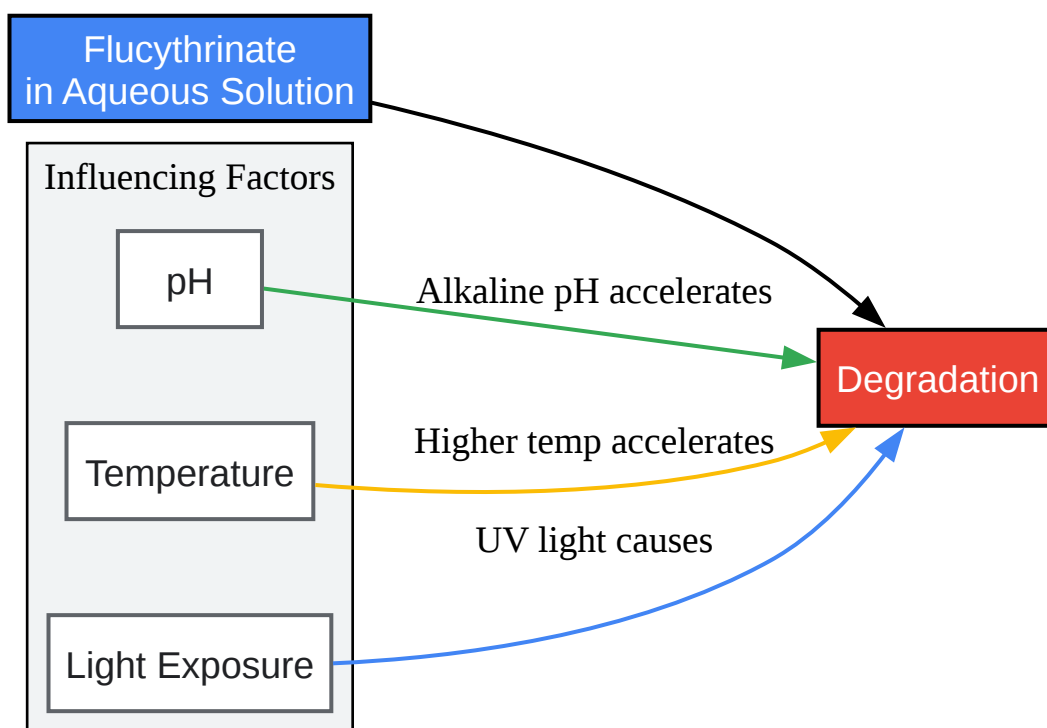 Flucythrinate
in Aqueous Solution
Influencing Factors
pH
Alkaline pH accelerates
Degradation
Temperature
Higher temp accelerates
UV light causes
Light Exposure